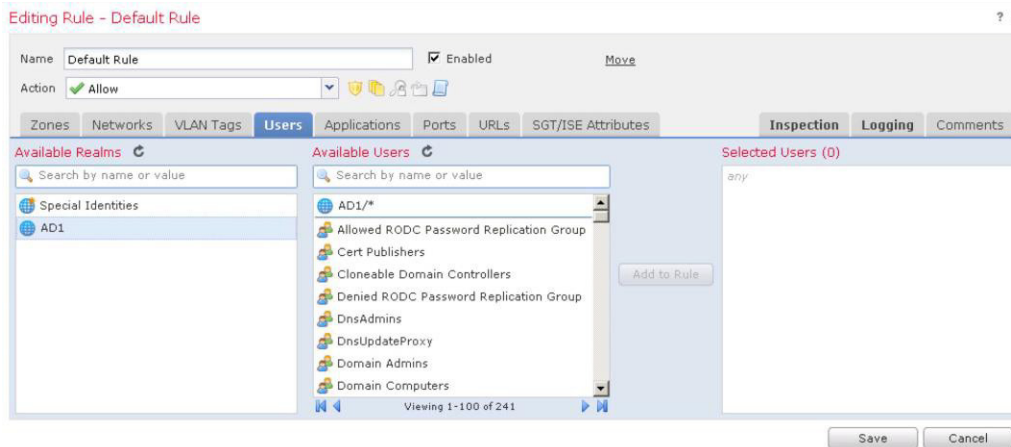 Editing Rule - Default Rule
?
Name Default Rule Enabled Move
Action Allow
Zones Networks VLAN Tags Users Applications Ports URLs SGT/ISE Attributes Inspection Logging Comments
Available Realms
Search by name or value
Special Identities
AD1
Available Users
Search by name or value
AD1/*
Allowed RODC Password Replication Group
Cert Publishers
Cloneable Domain Controllers
Denied RODC Password Replication Group
DnsAdmins
DnsUpdateProxy
Domain Admins
Domain Computers
Viewing 1-100 of 241
Add to Rule
Selected Users (0)
any
Save Cancel